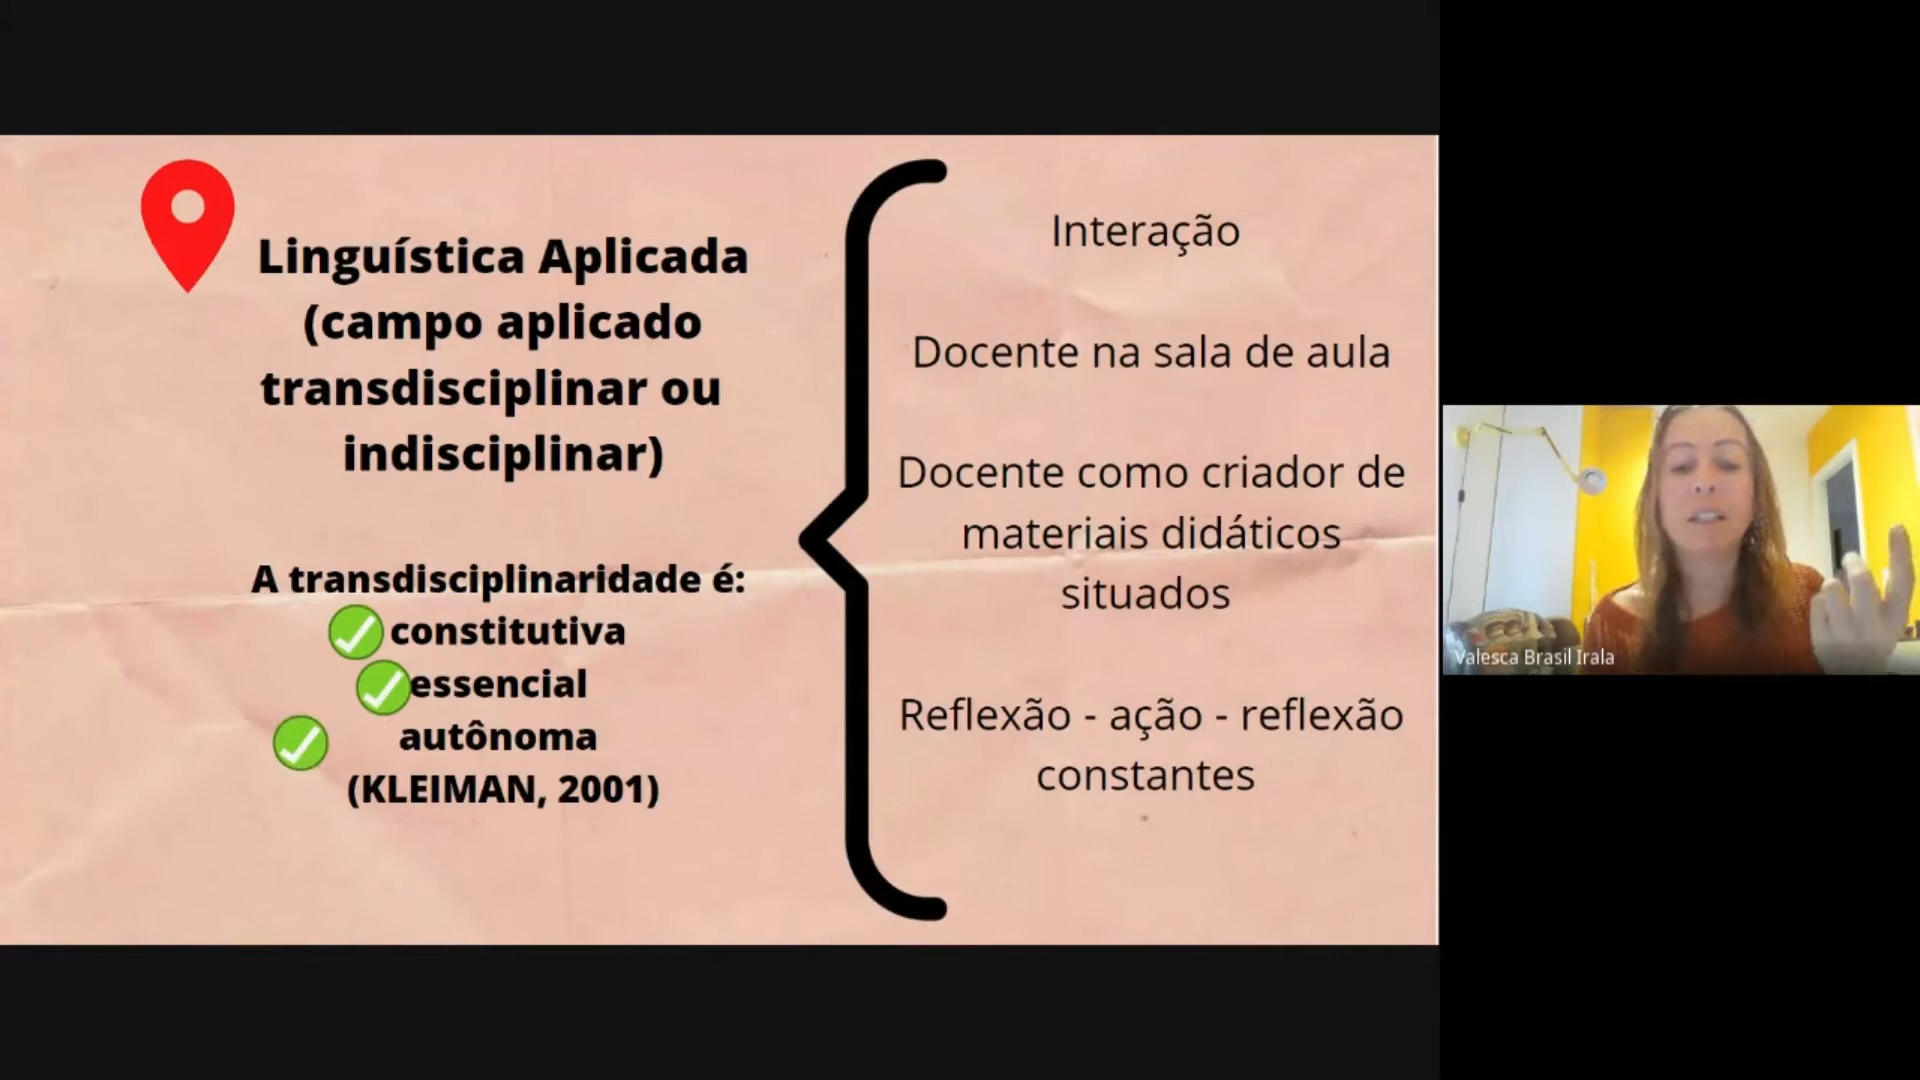 Linguística Aplicada
(campo aplicado
transdisciplinar ou
indisciplinar)
A transdisciplinaridade é:
constitutiva
essencial
autônoma
(KLEIMAN, 2001)
Interação
Docente na sala de aula
Docente como criador de
materiais didáticos
situados
Reflexão - ação - reflexão
constantes
Valesca Brasil Irala